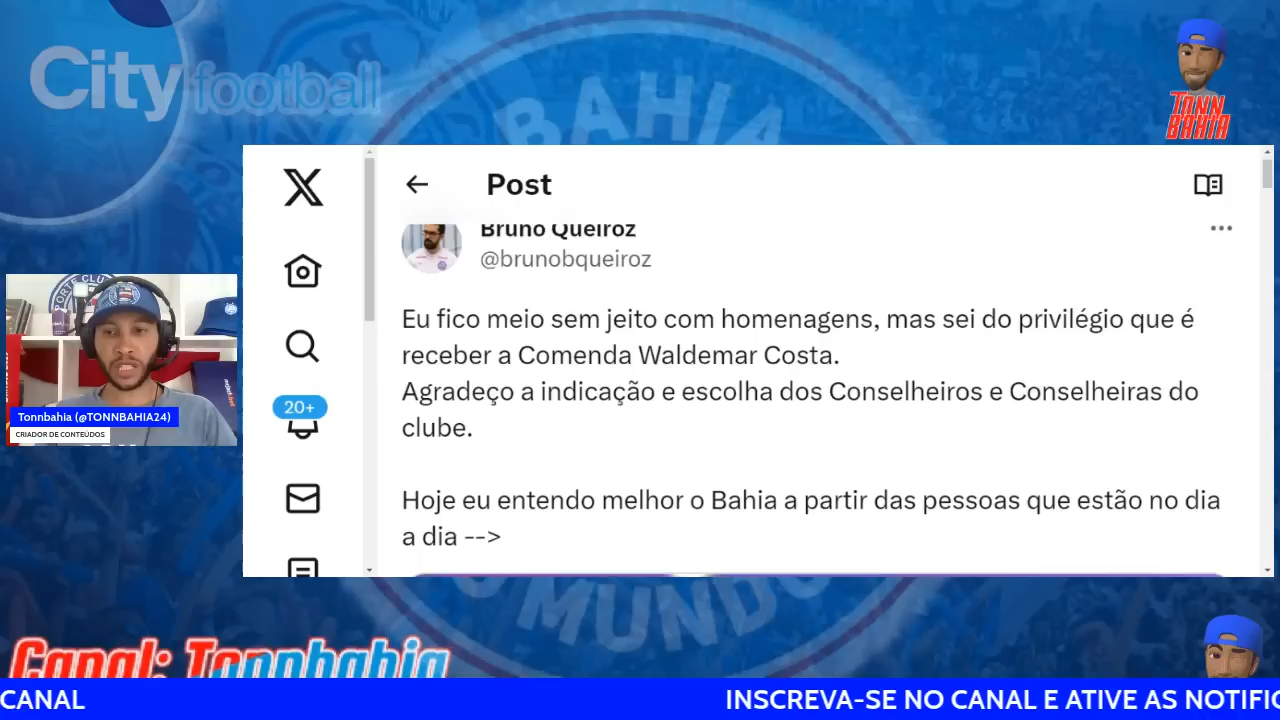 City football
BAHIA
TONN
BAHIA
Post
Bruno Queiroz
@brunobqueiroz
Eu fico meio sem jeito com homenagens, mas sei do privilégio que é
receber a Comenda Waldemar Costa.
Agradeço a indicação e escolha dos Conselheiros e Conselheiras do
clube.
20+
Hoje eu entendo melhor o Bahia a partir das pessoas que estão no dia
a dia -->
Tonnbahia (@TONNBAHIA24)
CRIADOR DE CONTEÚDOS
O MUNDO
Canal: Tonnbahia
CANAL
INSCREVA-SE NO CANAL E ATIVE AS NOTIFIC